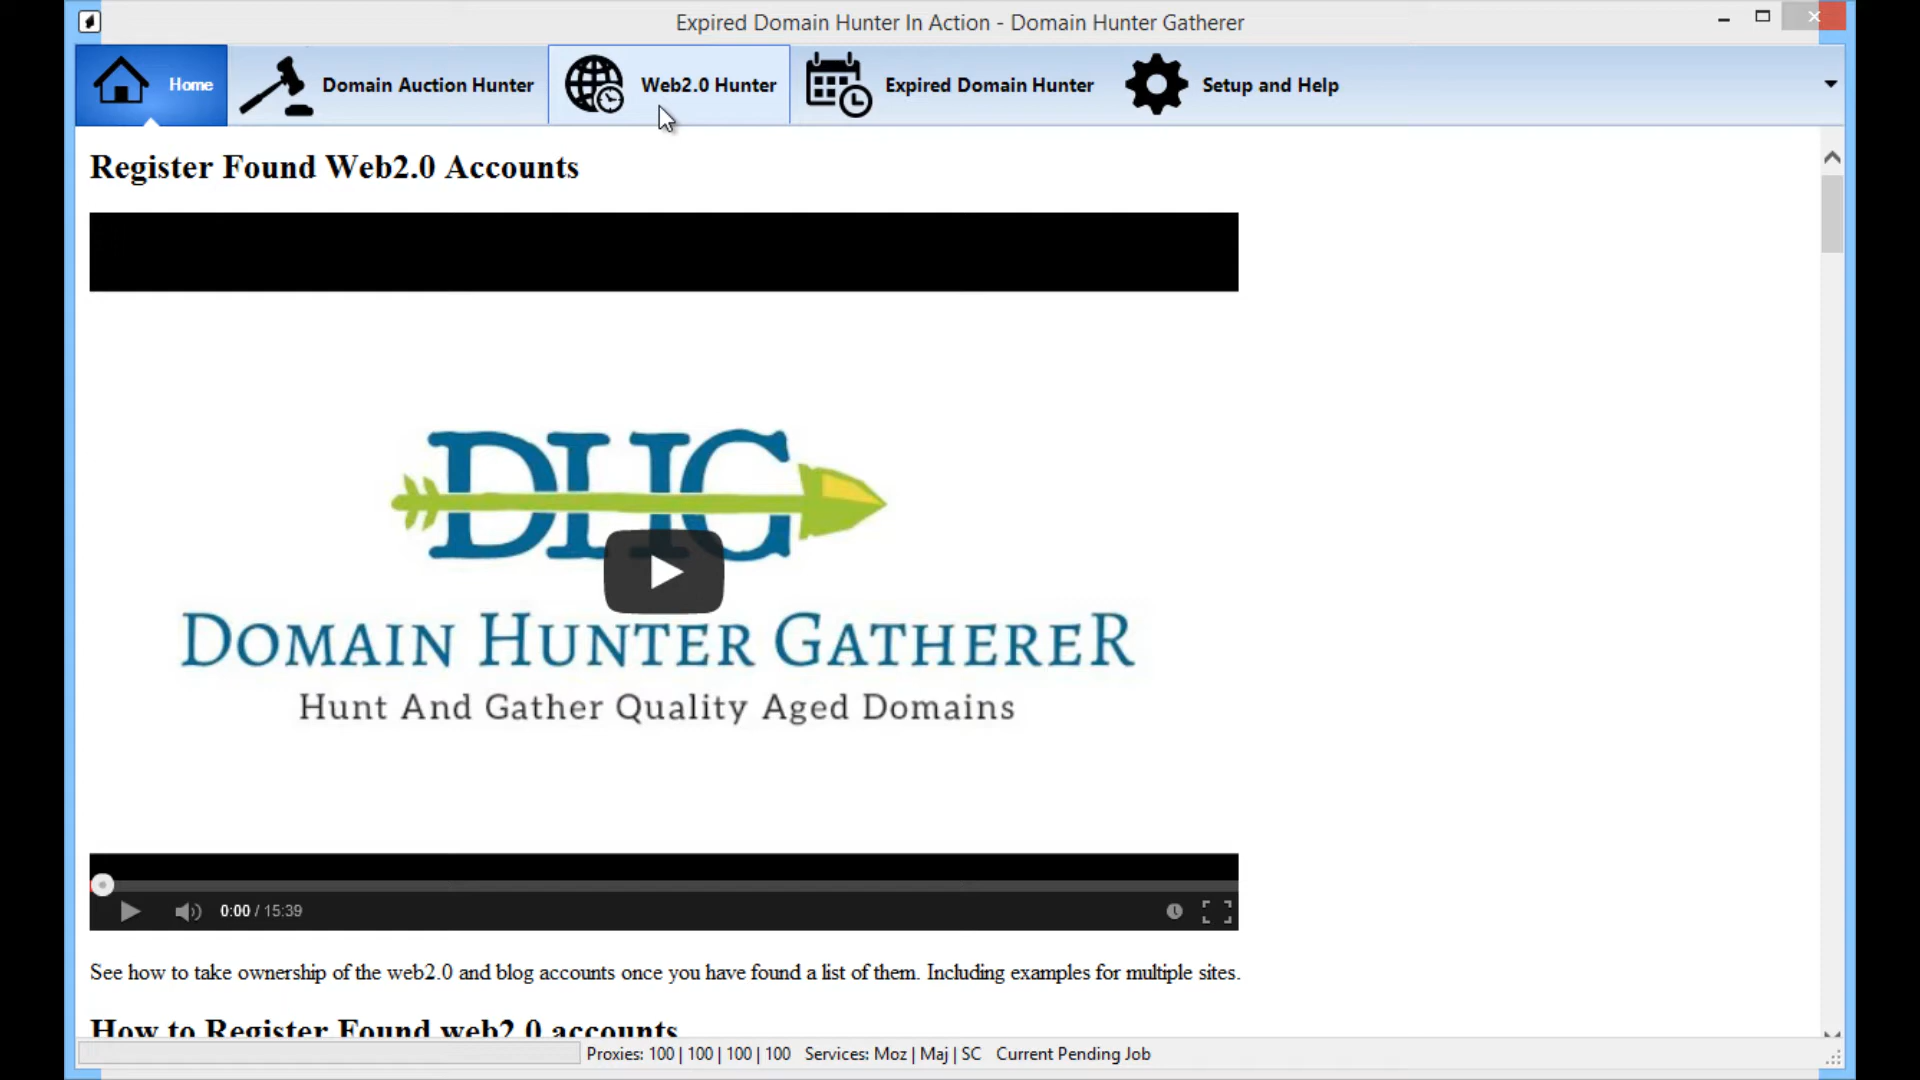 Expired Domain Hunter In Action - Domain Hunter Gatherer
Home
Domain Auction Hunter
Web2.0 Hunter
Expired Domain Hunter
Setup and Help
Register Found Web2.0 Accounts
DHG
DOMAIN HUNTER GATHERER
Hunt And Gather Quality Aged Domains
0:00 / 15:39
See how to take ownership of the web2.0 and blog accounts once you have found a list of them. Including examples for multiple sites.
How to Register Found web2.0 accounts
Proxies: 100 | 100 | 100 | 100 Services: Moz | Maj | SC Current Pending Job